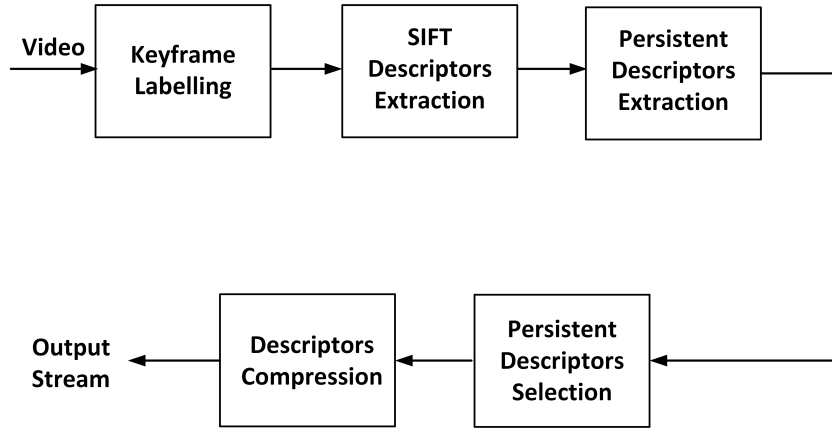 Video
Keyframe
Labelling
SIFT
Descriptors
Extraction
Persistent
Descriptors
Extraction
Output
Stream
Descriptors
Compression
Persistent
Descriptors
Selection